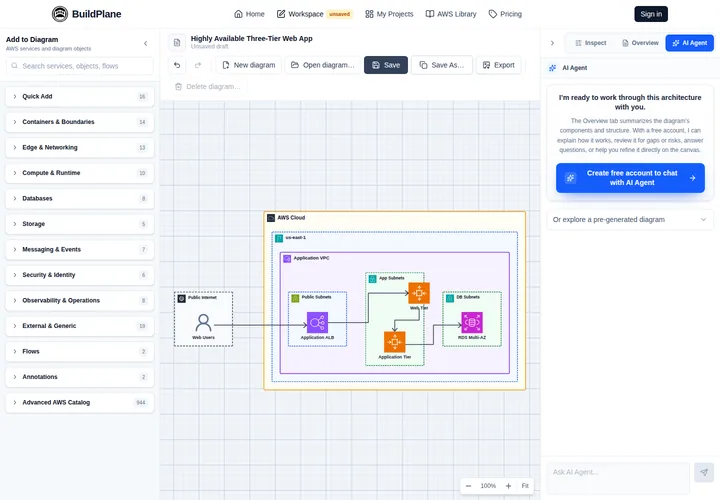 BuildPlane
Home
Workspace unsaved
My Projects
AWS Library
Pricing
Sign in
Add to Diagram
AWS services and diagram objects
Search services, objects, flows
Quick Add 16
Containers & Boundaries 14
Edge & Networking 13
Compute & Runtime 10
Databases 8
Storage 5
Messaging & Events 7
Security & Identity 6
Observability & Operations 8
External & Generic 19
Flows 2
Annotations 2
Advanced AWS Catalog 944
Highly Available Three-Tier Web App
Unsaved draft
New diagram
Open diagram…
Save
Save As…
Export
Delete diagram…
AWS Cloud
us-east-1
Application VPC
Public Internet
Web Users
Public Subnets
Application ALB
App Subnets
Web Tier
Application Tier
DB Subnets
RDS Multi-AZ
100%
Fit
Inspect
Overview
AI Agent
AI Agent
I'm ready to work through this architecture
with you.
The Overview tab summarizes the diagram's
components and structure. With a free account, I can
explain how it works, review it for gaps or risks, answer
questions, or help you refine it directly on the canvas.
Create free account to chat
with AI Agent
Or explore a pre-generated diagram
Ask AI Agent...